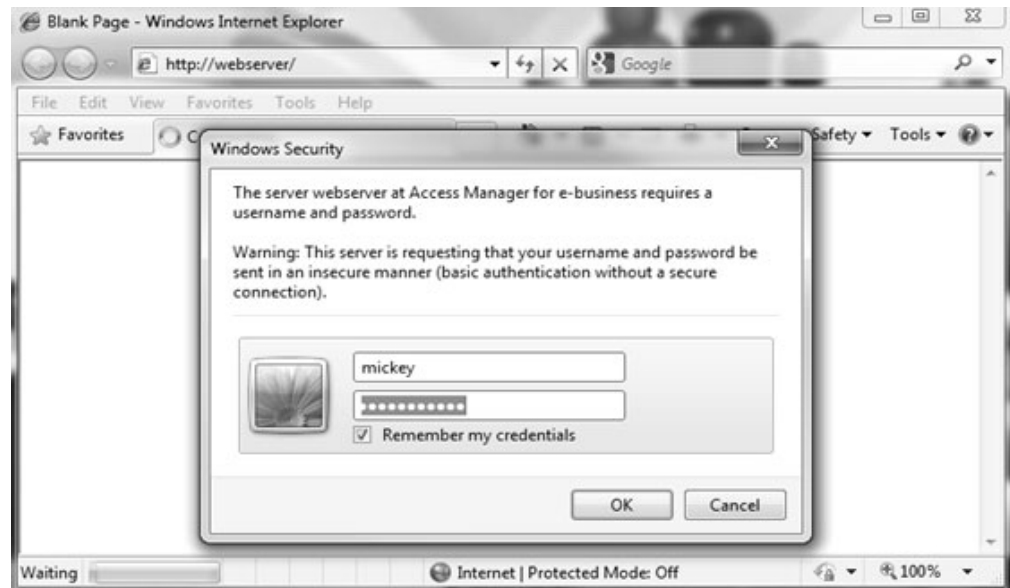 Blank Page - Windows Internet Explorer
http://webserver/
Google
File Edit View Favorites Tools Help
Favorites
Safety Tools
Windows Security
The server webserver at Access Manager for e-business requires a
username and password.
Warning: This server is requesting that your username and password be
sent in an insecure manner (basic authentication without a secure
connection).
mickey
Remember my credentials
OK Cancel
Waiting Internet | Protected Mode: Off 100%